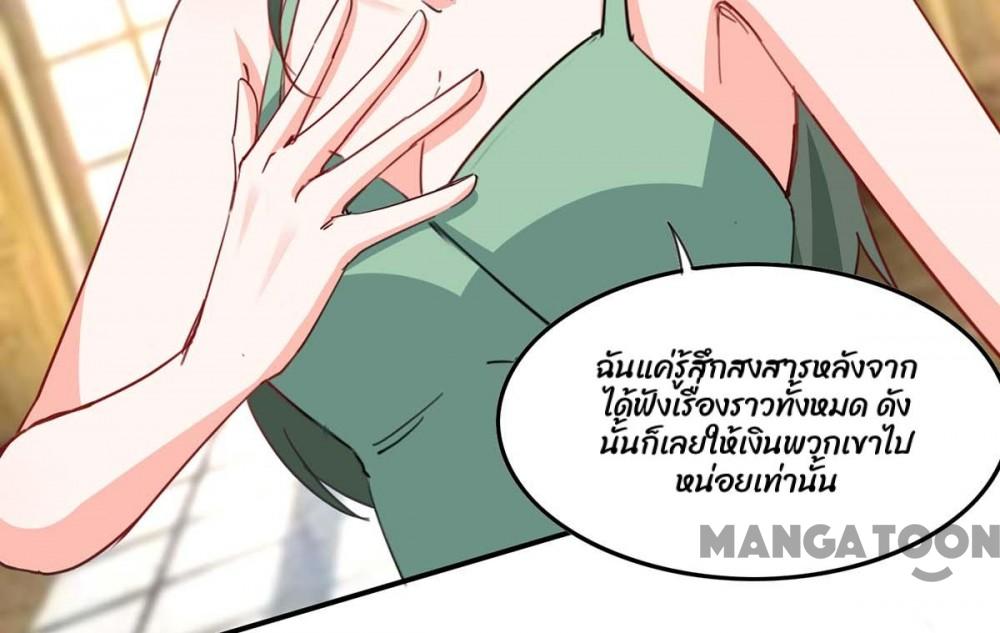 ฉันแค่รู้สึกสงสารหลังจาก
ได้ฟังเรื่องราวทั้งหมด ดัง
นั้นก็เลยให้เงินพวกเขาไป
หน่อยเท่านั้น
MANGATOON